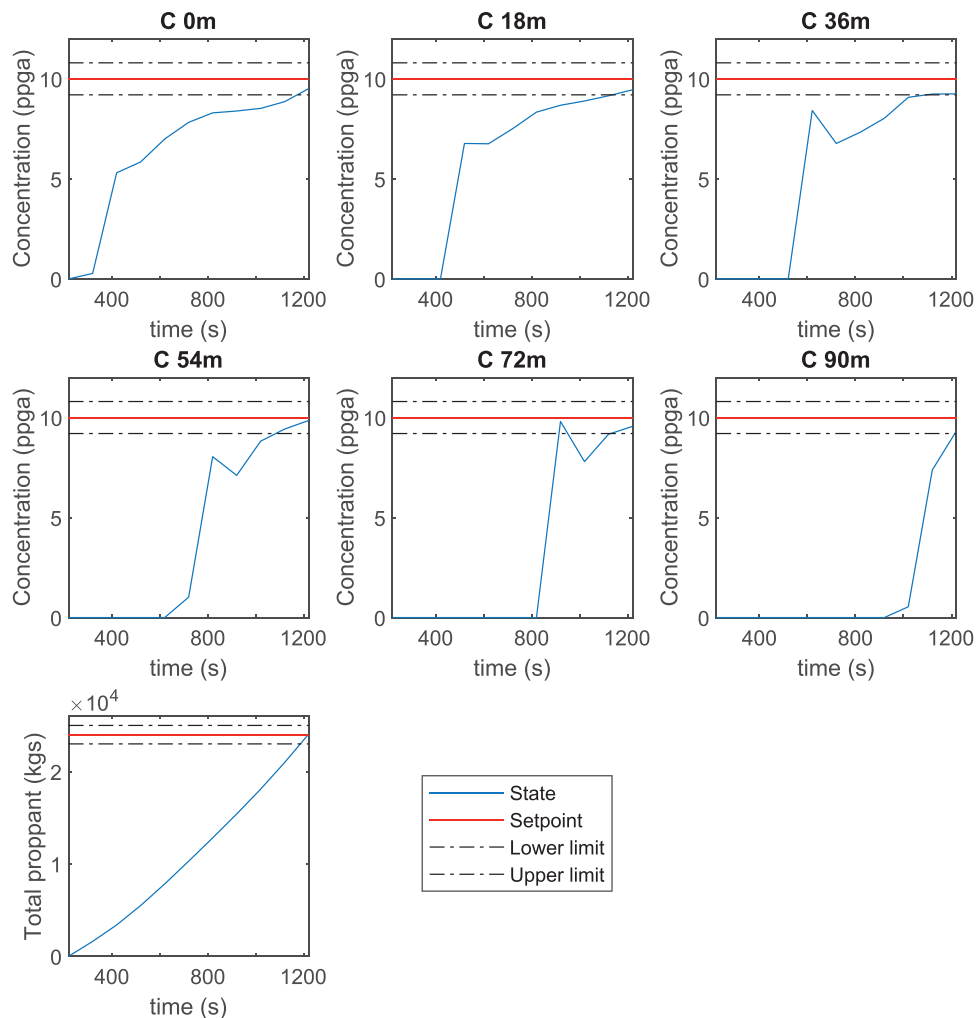 C 0m
C 18m
C 36m
Concentration (ppga)
10
5
0
400
800
1200
time (s)
Concentration (ppga)
10
5
0
400
800
1200
time (s)
Concentration (ppga)
10
5
0
400
800
1200
time (s)
C 54m
C 72m
C 90m
Concentration (ppga)
10
5
0
400
800
1200
time (s)
Concentration (ppga)
10
5
0
400
800
1200
time (s)
Concentration (ppga)
10
5
0
400
800
1200
time (s)
×10⁴
Total proppant (kgs)
2
1
0
400
800
1200
time (s)
State
Setpoint
Lower limit
Upper limit